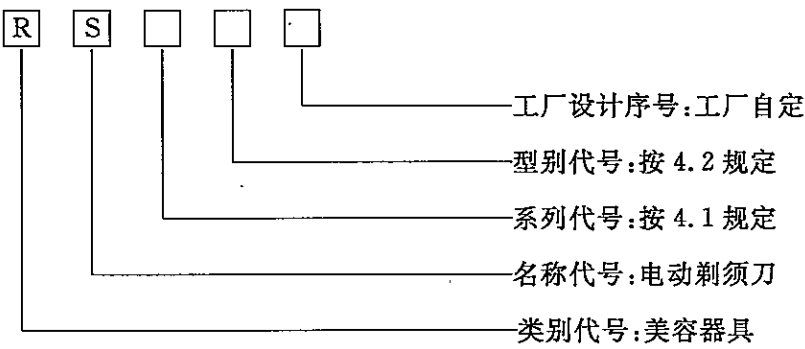 R S
工厂设计序号:工厂自定
型别代号:按 4.2 规定
系列代号:按 4.1 规定
名称代号:电动剃须刀
类别代号:美容器具